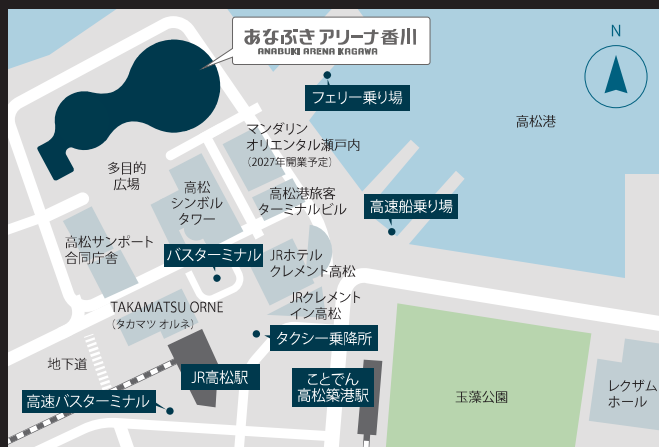 あなぶきアリーナ香川
ANABUKI ARENA KAGAWA
N
フェリー乗り場
高松港
マンダリン
オリエンタル瀬戸内
（2027年開業予定）
多目的
広場
高松
シンボル
タワー
高松港旅客
ターミナルビル
高速船乗り場
高松サンポート
合同庁舎
バスターミナル
JRホテル
クレメント高松
JRクレメント
イン高松
TAKAMATSU ORNE
（タカマツ オルネ）
タクシー乗降所
地下道
JR高松駅
ことでん
高松築港駅
玉藻公園
レクザム
ホール
高速バスターミナル